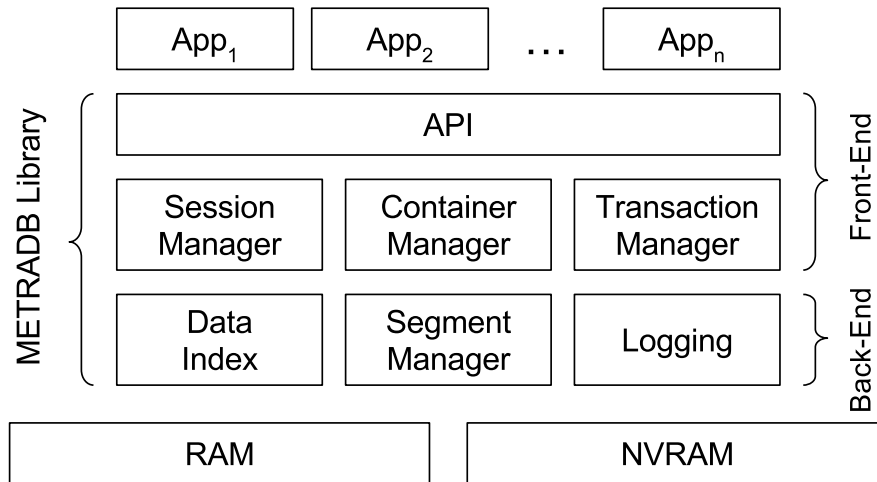 App₁ App₂ ... Appₙ
API
Session
Manager
Container
Manager
Transaction
Manager
Data
Index
Segment
Manager
Logging
RAM
NVRAM
METRADB Library
Front-End
Back-End